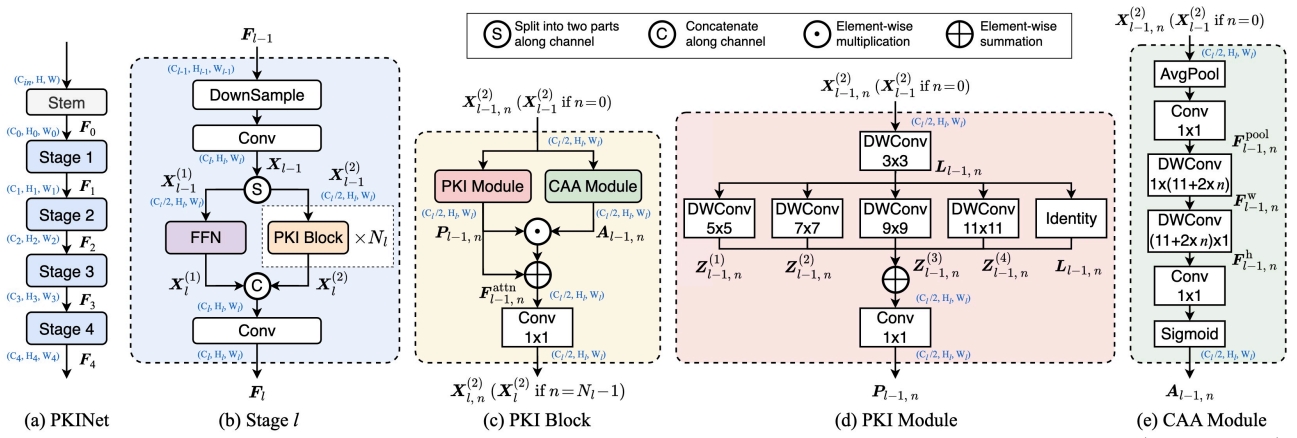 S Split into two parts along channel
C Concatenate along channel
Element-wise multiplication
Element-wise summation
(C_in, H, W)
Stem
(C_0, H_0, W_0) F_0
Stage 1
(C_1, H_1, W_1) F_1
Stage 2
(C_2, H_2, W_2) F_2
Stage 3
(C_3, H_3, W_3) F_3
Stage 4
(C_4, H_4, W_4) F_4
(a) PKINet
F_{l-1}
(C_{l-1}, H_{l-1}, W_{l-1})
DownSample
Conv
(C_l, H_l, W_l) X_{l-1}
X_{l-1}^{(1)} S X_{l-1}^{(2)}
(C_l/2, H_l, W_l) (C_l/2, H_l, W_l)
FFN PKI Block ×N_l
X_l^{(1)} C X_l^{(2)}
(C_l, H_l, W_l)
Conv
(C_l, H_l, W_l)
F_l
(b) Stage l
X_{l-1, n}^{(2)} (X_{l-1}^{(2)} if n=0)
(C_l/2, H_l, W_l)
PKI Module CAA Module
(C_l/2, H_l, W_l) (C_l/2, H_l, W_l)
P_{l-1, n} A_{l-1, n}
F_{l-1, n}^{attn} (C_l/2, H_l, W_l)
Conv
1x1
(C_l/2, H_l, W_l)
X_{l, n}^{(2)} (X_l^{(2)} if n=N_l-1)
(c) PKI Block
X_{l-1, n}^{(2)} (X_{l-1}^{(2)} if n=0)
(C_l/2, H_l, W_l)
DWConv
3x3
L_{l-1, n}
DWConv DWConv DWConv DWConv Identity
5x5 7x7 9x9 11x11
Z_{l-1, n}^{(1)} Z_{l-1, n}^{(2)} Z_{l-1, n}^{(3)} Z_{l-1, n}^{(4)} L_{l-1, n}
(C_l/2, H_l, W_l)
Conv
1x1
(C_l/2, H_l, W_l)
P_{l-1, n}
(d) PKI Module
X_{l-1, n}^{(2)} (X_{l-1}^{(2)} if n=0)
(C_l/2, H_l, W_l)
AvgPool
Conv
1x1
F_{l-1, n}^{pool}
DWConv
1x(11+2xn)
F_{l-1, n}^{w}
DWConv
(11+2xn)x1
F_{l-1, n}^{h}
Conv
1x1
Sigmoid
(C_l/2, H_l, W_l)
A_{l-1, n}
(e) CAA Module